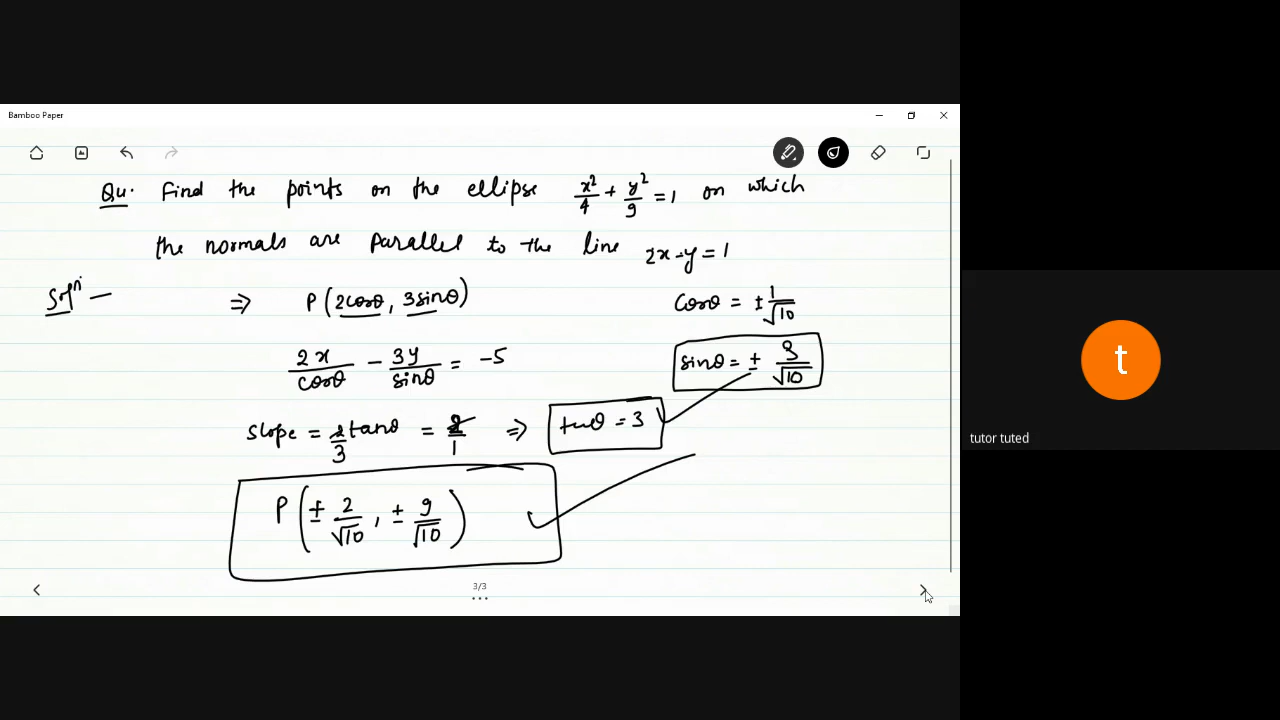 Bamboo Paper
Qu. Find the points on the ellipse x²/4 + y²/9 = 1 on which
the normals are parallel to the line 2x-y = 1
Solⁿ —
⇒ P(2cosθ, 3sinθ)
cosθ = ± 1/√10
2x/cosθ - 3y/sinθ = -5
sinθ = ± 3/√10
slope = 2/3 tanθ = 2/1 ⇒ tanθ = 3
P(± 2/√10, ± 9/√10)
3/3
t
tutor tuted